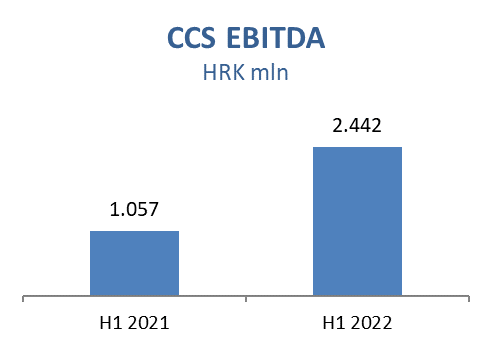 CCS EBITDA
HRK mln
2.442
1.057
H1 2021
H1 2022